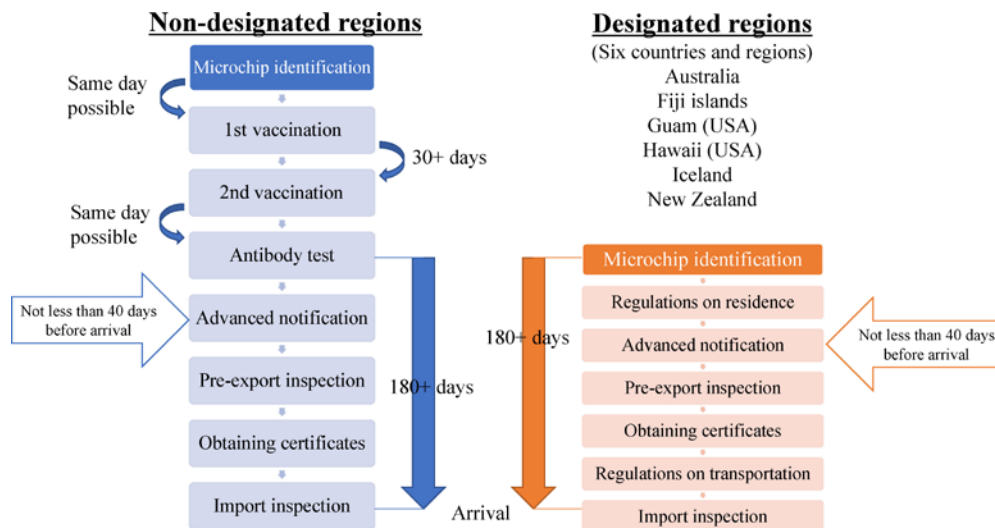 Non-designated regions
Microchip identification
Same day
possible
1st vaccination
30+ days
2nd vaccination
Same day
possible
Antibody test
Not less than 40 days
before arrival
Advanced notification
Pre-export inspection
180+ days
Obtaining certificates
Import inspection
Arrival
Designated regions
(Six countries and regions)
Australia
Fiji islands
Guam (USA)
Hawaii (USA)
Iceland
New Zealand
Microchip identification
Regulations on residence
180+ days
Advanced notification
Not less than 40 days
before arrival
Pre-export inspection
Obtaining certificates
Regulations on transportation
Import inspection